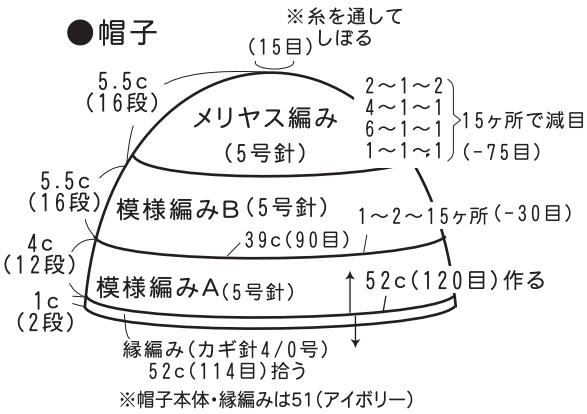 ●帽子
※糸を通して
しぼる
(15目)
5.5c
(16段)
メリヤス編み
(5号針)
2〜1〜2
4〜1〜1
6〜1〜1
1〜1〜1
15ヶ所で減目
(−75目)
5.5c
(16段)
模様編みB(5号針)
1〜2〜15ヶ所(−30目)
39c(90目)
4c
(12段)
模様編みA(5号針)
52c(120目)作る
1c
(2段)
縁編み(カギ針4/0号)
52c(114目)拾う
※帽子本体・縁編みは51(アイボリー)